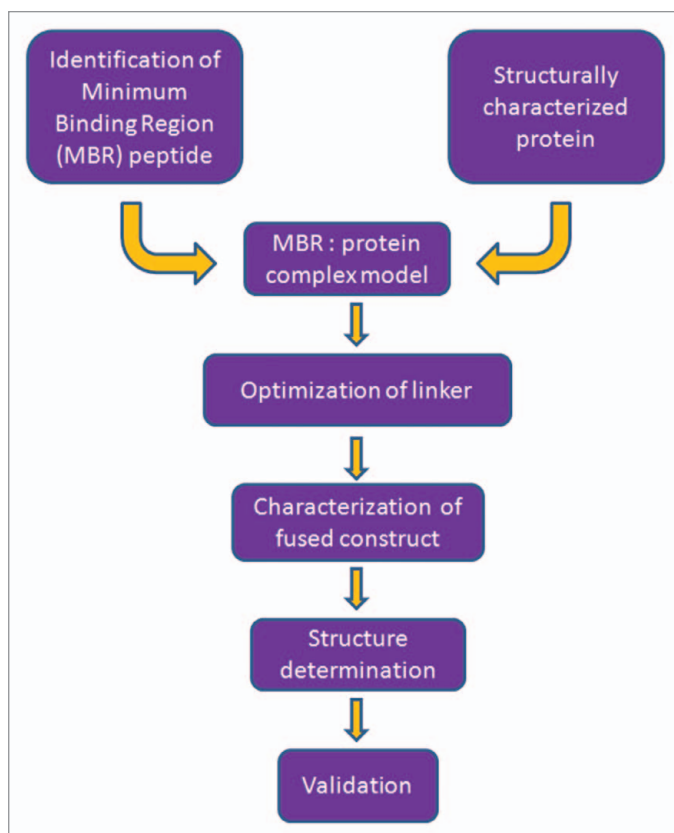 Identification of
Minimum
Binding Region
(MBR) peptide
Structurally
characterized
protein
MBR : protein
complex model
Optimization of linker
Characterization of
fused construct
Structure
determination
Validation